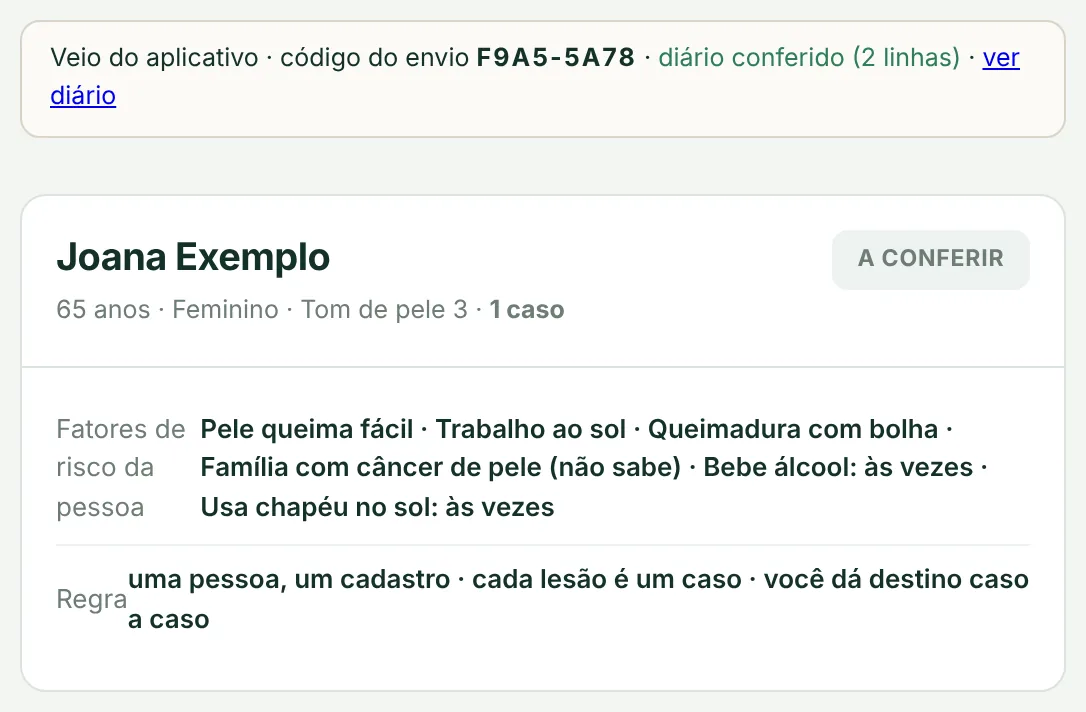 Veio do aplicativo · código do envio F9A5-5A78 · diário conferido (2 linhas) · ver
diário
Joana Exemplo
A CONFERIR
65 anos · Feminino · Tom de pele 3 · 1 caso
Fatores de risco da pessoa
Pele queima fácil · Trabalho ao sol · Queimadura com bolha ·
Família com câncer de pele (não sabe) · Bebe álcool: às vezes ·
Usa chapéu no sol: às vezes
Regra
uma pessoa, um cadastro · cada lesão é um caso · você dá destino caso
a caso